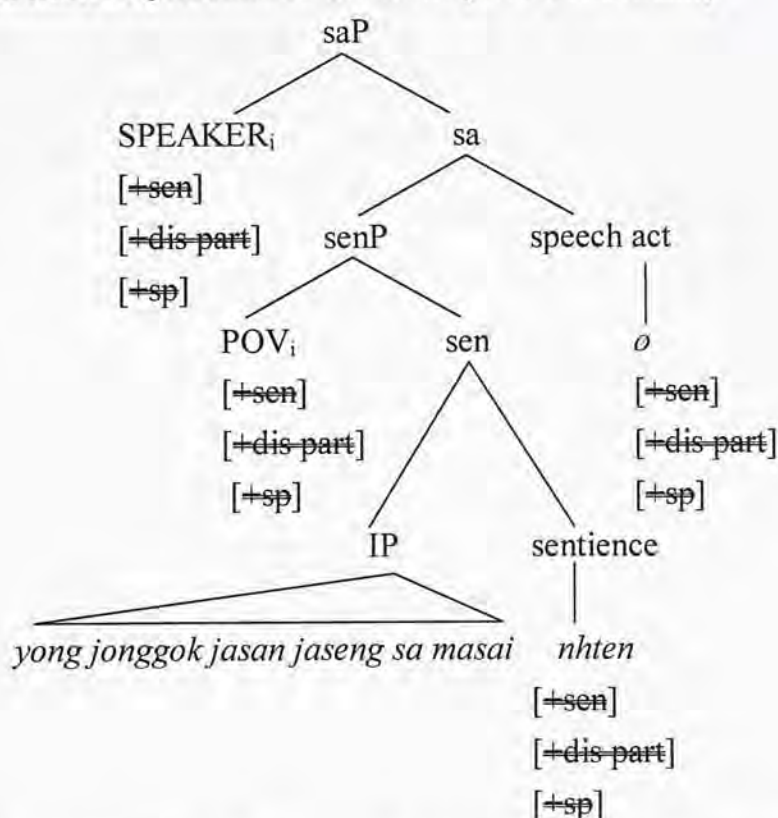 saP
SPEAKERi sa
[+sen]
[+dis part] senP speech act
[+sp]
POVi sen ø
[+sen] [+sen]
[+dis part] [+dis part]
[+sp] [+sp]
IP sentience
yong jonggok jasan jaseng sa masai nhten
[+sen]
[+dis part]
[+sp]